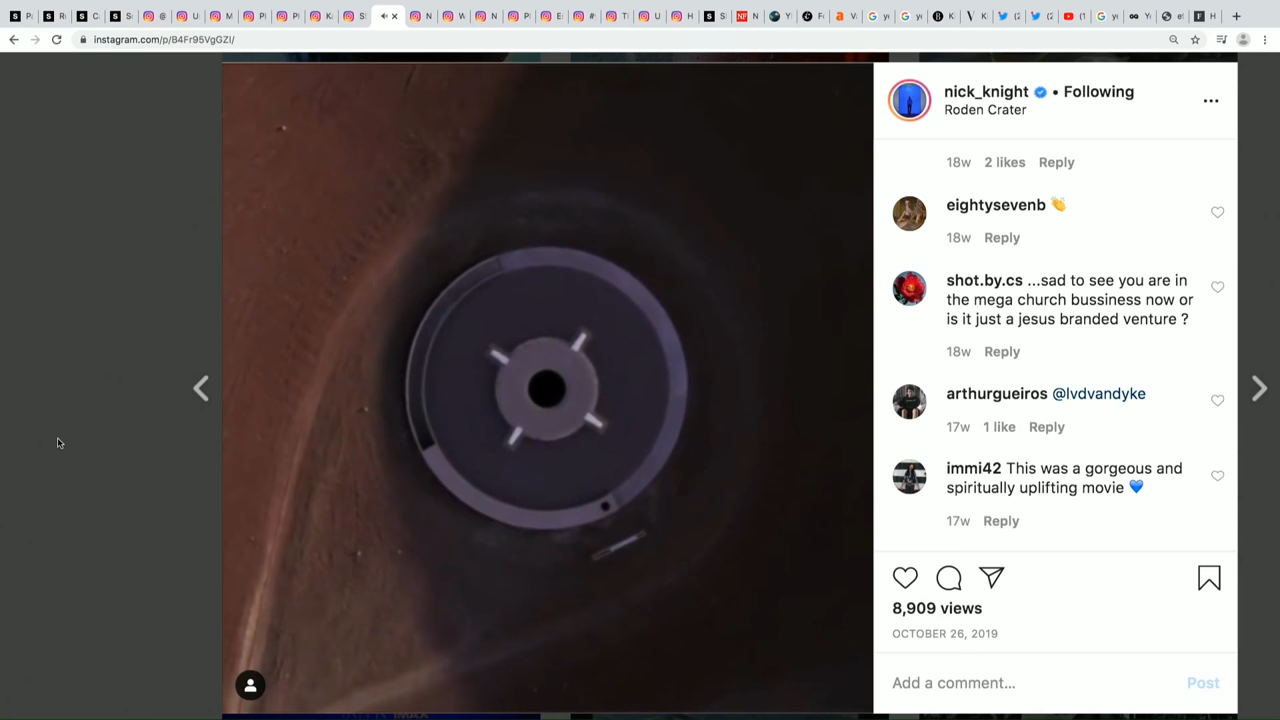 instagram.com/p/B4Fr95VgGZI/
nick_knight • Following
Roden Crater
18w 2 likes Reply
eightysevenb 👏
18w Reply
shot.by.cs ...sad to see you are in
the mega church bussiness now or
is it just a jesus branded venture ?
18w Reply
arthurgueiros @lvdvandyke
17w 1 like Reply
immi42 This was a gorgeous and
spiritually uplifting movie 💙
17w Reply
8,909 views
OCTOBER 26, 2019
Add a comment... Post